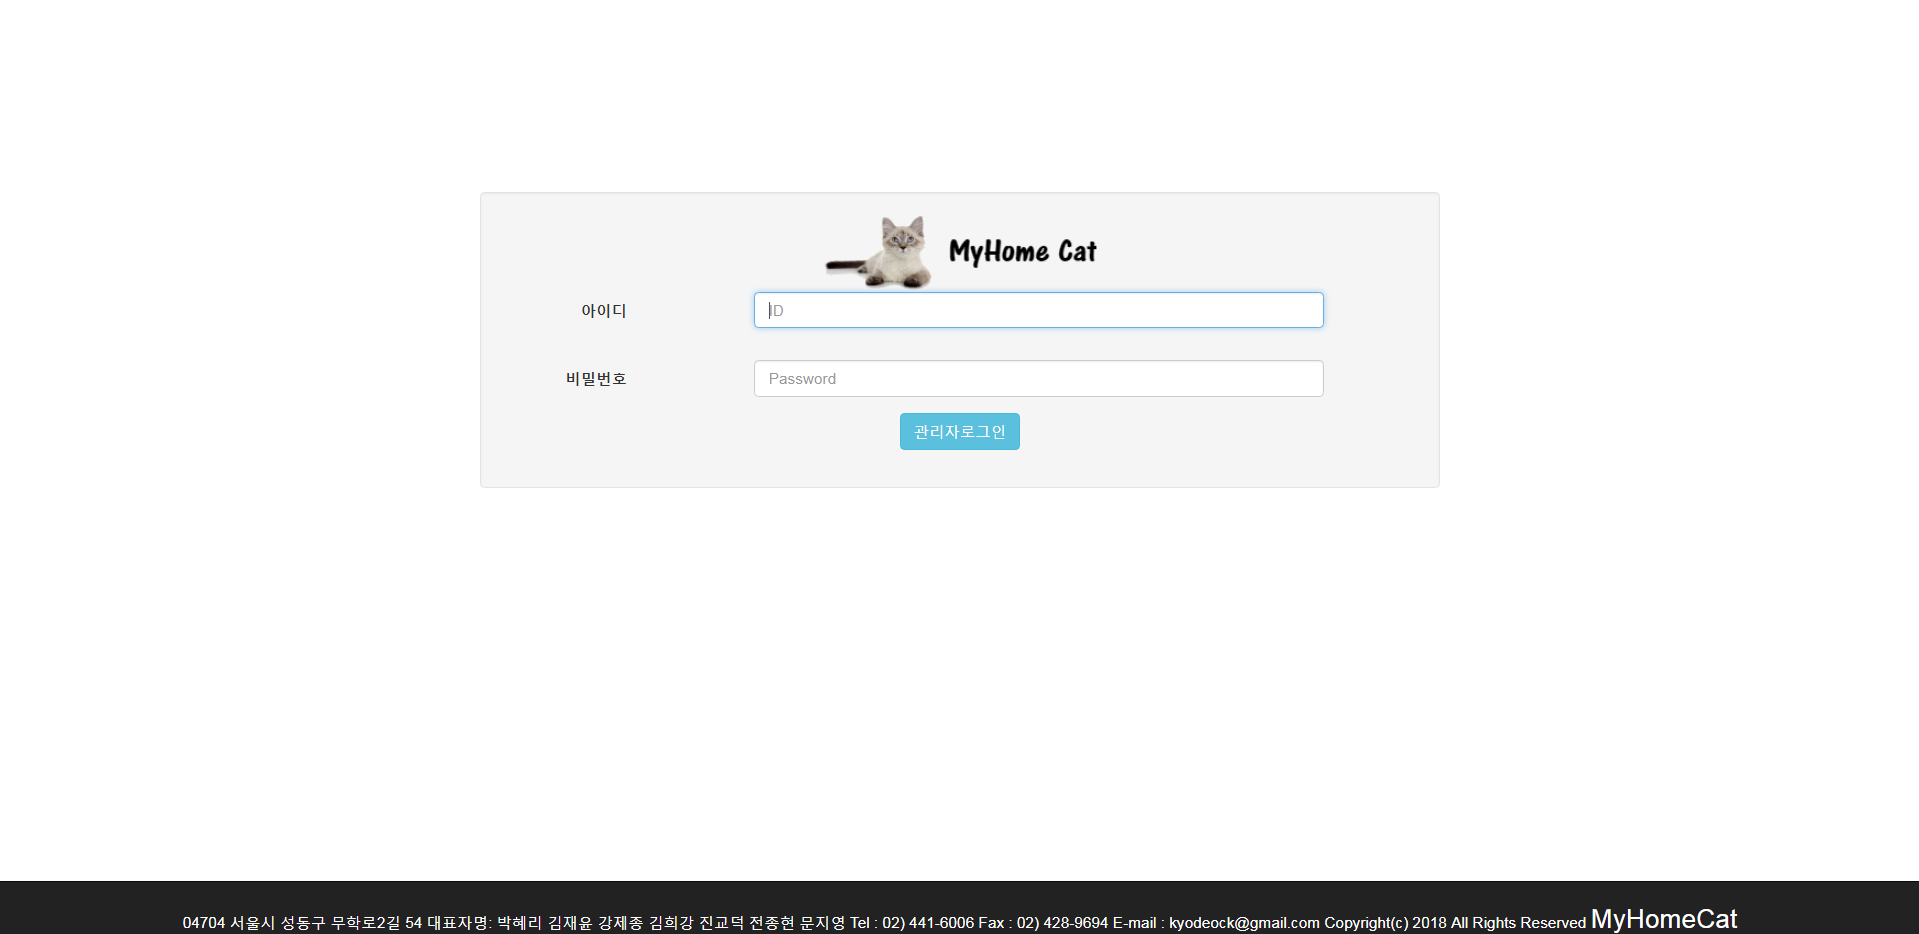 MyHome Cat
아이디
ID
비밀번호
Password
관리자로그인
04704 서울시 성동구 무학로2길 54 대표자명: 박혜리 김재윤 강제종 김희강 진교덕 전종현 문지영 Tel : 02) 441-6006 Fax : 02) 428-9694 E-mail : kyodeock@gmail.com Copyright(c) 2018 All Rights Reserved MyHomeCat